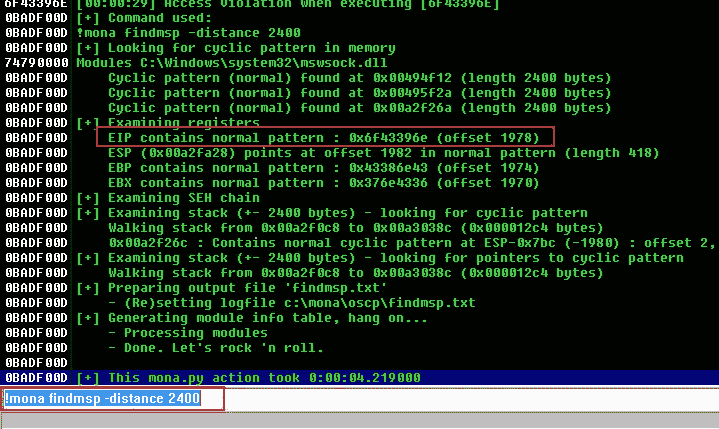 6F43396E [00:00:29] Access violation when executing [6F43396E]
0BADF00D [+] Command used:
0BADF00D !mona findmsp -distance 2400
0BADF00D [+] Looking for cyclic pattern in memory
74790000 Modules C:\Windows\system32\mswsock.dll
0BADF00D Cyclic pattern (normal) found at 0x00494f12 (length 2400 bytes)
0BADF00D Cyclic pattern (normal) found at 0x00495f2a (length 2400 bytes)
0BADF00D Cyclic pattern (normal) found at 0x00a2f26a (length 2400 bytes)
0BADF00D [+] Examining registers
0BADF00D EIP contains normal pattern : 0x6f43396e (offset 1978)
0BADF00D ESP (0x00a2fa28) points at offset 1982 in normal pattern (length 418)
0BADF00D EBP contains normal pattern : 0x43386e43 (offset 1974)
0BADF00D EBX contains normal pattern : 0x376e4336 (offset 1970)
0BADF00D [+] Examining SEH chain
0BADF00D [+] Examining stack (+- 2400 bytes) - looking for cyclic pattern
0BADF00D Walking stack from 0x00a2f0c8 to 0x00a3038c (0x000012c4 bytes)
0BADF00D 0x00a2f26c : Contains normal cyclic pattern at ESP-0x7bc (-1980) : offset 2,
0BADF00D [+] Examining stack (+- 2400 bytes) - looking for pointers to cyclic pattern
0BADF00D Walking stack from 0x00a2f0c8 to 0x00a3038c (0x000012c4 bytes)
0BADF00D [+] Preparing output file 'findmsp.txt'
0BADF00D - (Re)setting logfile c:\mona\oscp\findmsp.txt
0BADF00D [+] Generating module info table, hang on...
0BADF00D - Processing modules
0BADF00D - Done. Let's rock 'n roll.
0BADF00D
0BADF00D [+] This mona.py action took 0:00:04.219000
!mona findmsp -distance 2400